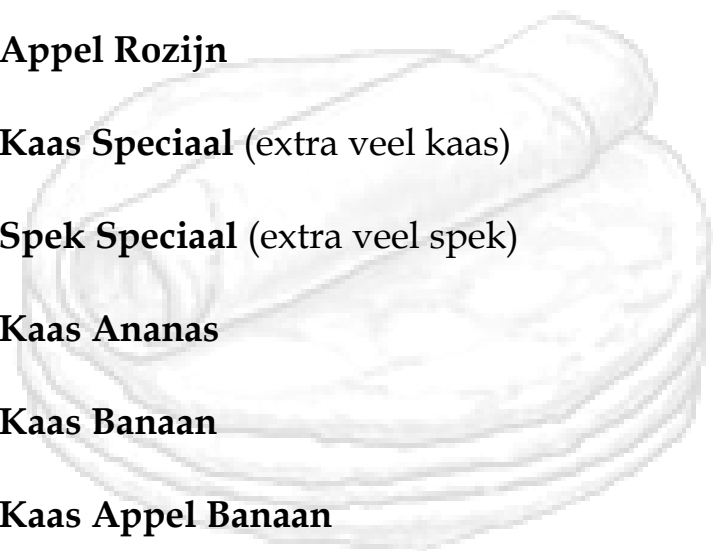 Appel Rozijn
Kaas Speciaal (extra veel kaas)
Spek Speciaal (extra veel spek)
Kaas Ananas
Kaas Banaan
Kaas Appel Banaan